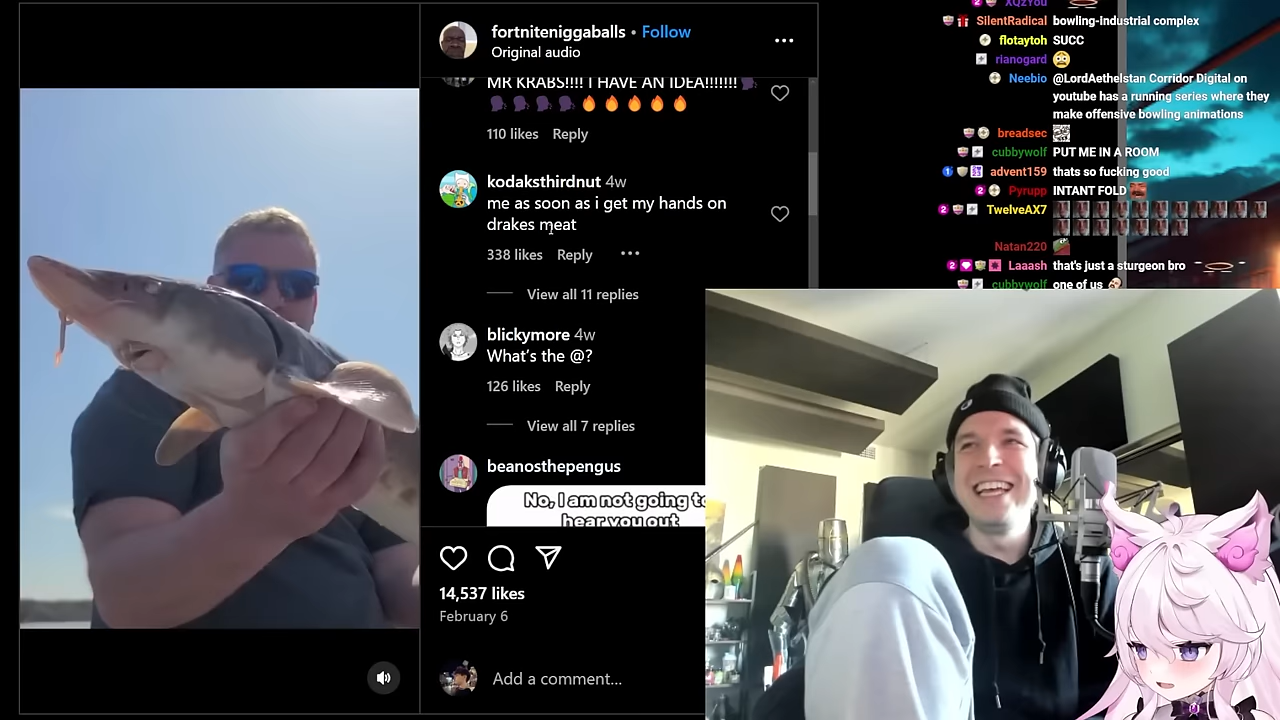 fortniteniggaballs • Follow
Original audio
MR KRABS!!!! I HAVE AN IDEA!!!!!!!
110 likes Reply
kodaksthirdnut 4w
me as soon as i get my hands on
drakes meat
338 likes Reply
View all 11 replies
blickymore 4w
What's the @?
126 likes Reply
View all 7 replies
beanosthepengus
No, I am not going to
hear you out
14,537 likes
February 6
Add a comment...
XQzYou
SilentRadical bowling-industrial complex
flotaytoh SUCC
rianogard
Neebio @LordAethelstan Corridor Digital on
youtube has a running series where they
make offensive bowling animations
breadsec
cubbywolf PUT ME IN A ROOM
advent159 thats so fucking good
Pyrupp INTANT FOLD
TwelveAX7
Natan220
Laaash that's just a sturgeon bro
cubbywolf one of us